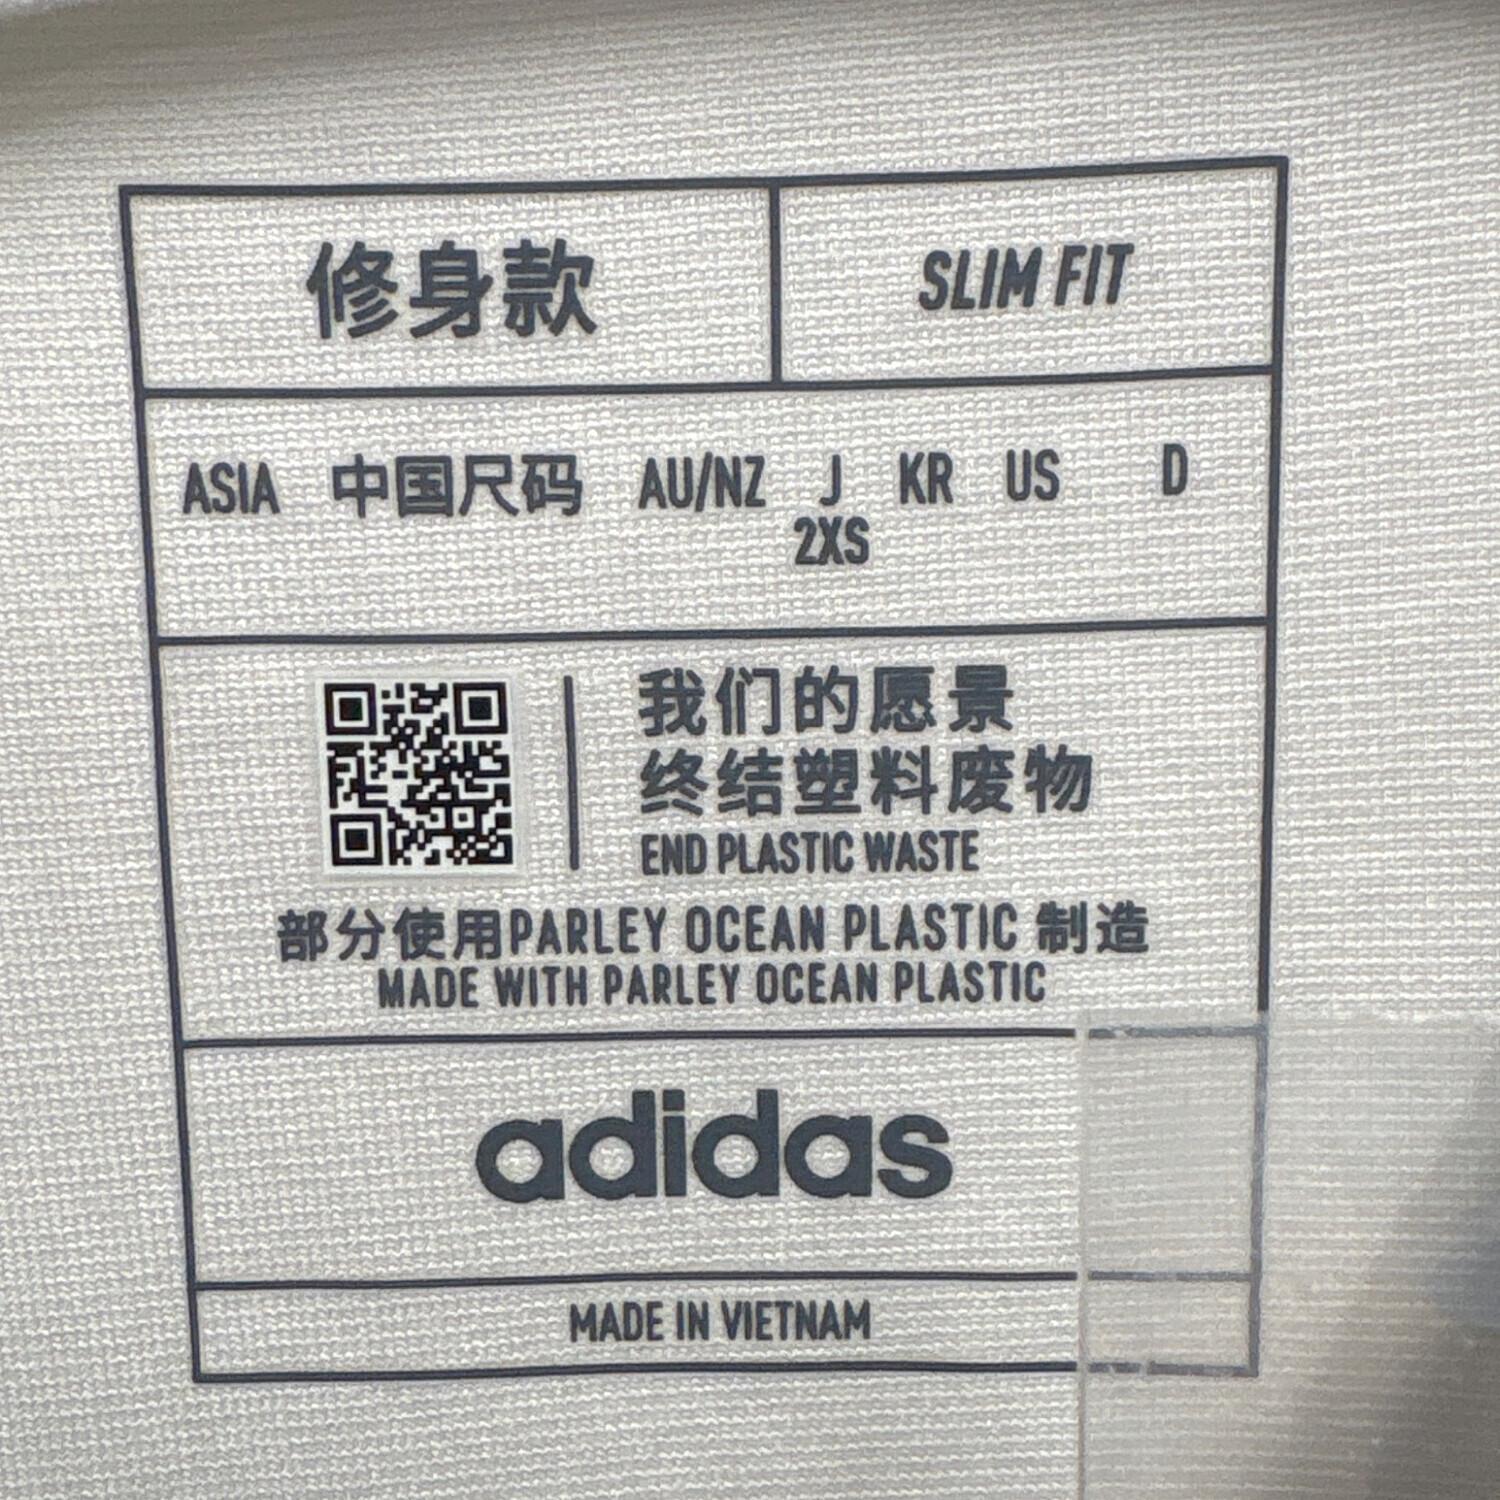 修身款 SLIM FIT
ASIA 中国尺码 AU/NZ J KR US D
2XS
我们的愿景
终结塑料废物
END PLASTIC WASTE
部分使用PARLEY OCEAN PLASTIC 制造
MADE WITH PARLEY OCEAN PLASTIC
adidas
MADE IN VIETNAM